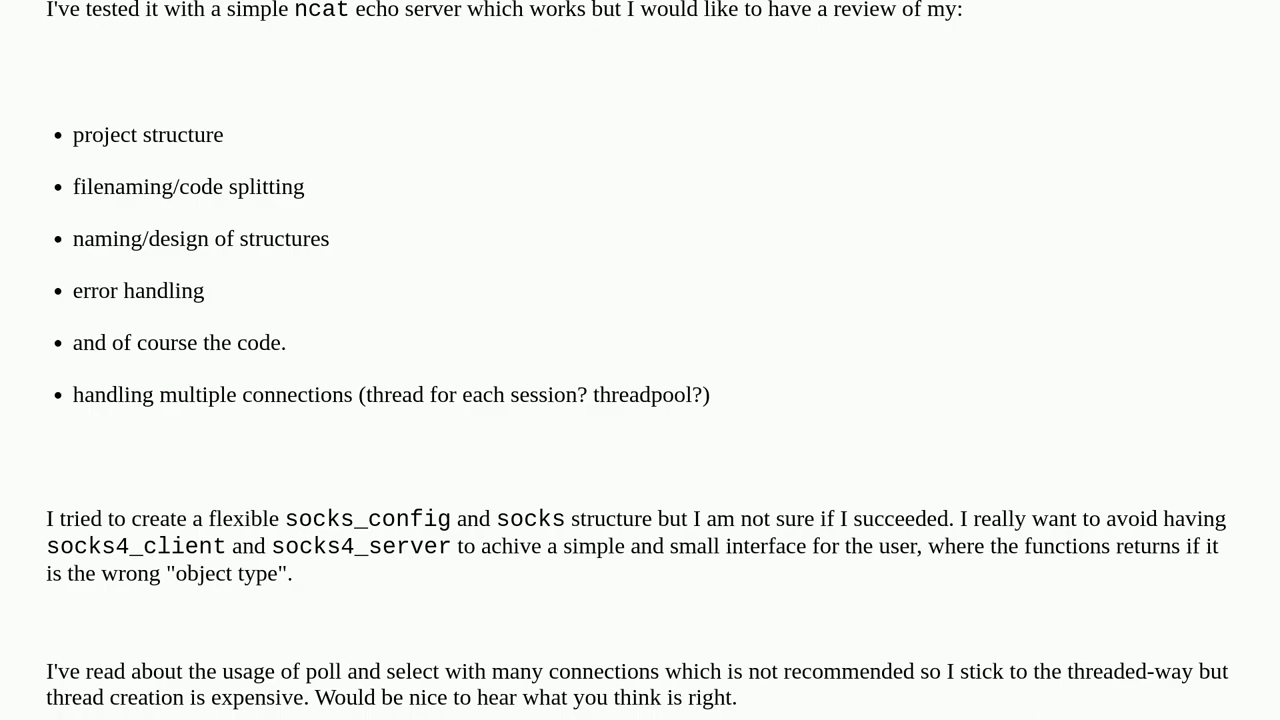 I've tested it with a simple ncat echo server which works but I would like to have a review of my:
• project structure
• filenaming/code splitting
• naming/design of structures
• error handling
• and of course the code.
• handling multiple connections (thread for each session? threadpool?)
I tried to create a flexible socks_config and socks structure but I am not sure if I succeeded. I really want to avoid having
socks4_client and socks4_server to achive a simple and small interface for the user, where the functions returns if it
is the wrong "object type".
I've read about the usage of poll and select with many connections which is not recommended so I stick to the threaded-way but
thread creation is expensive. Would be nice to hear what you think is right.